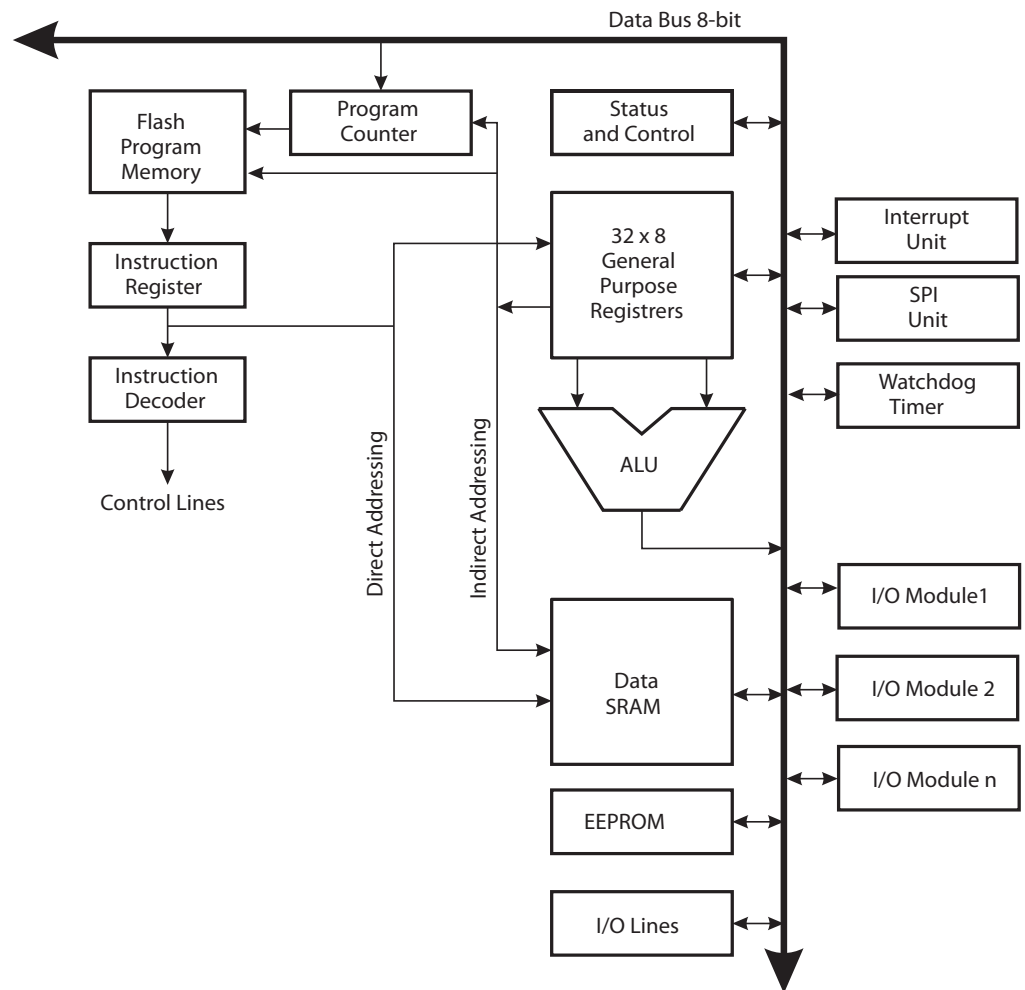 Data Bus 8-bit
Flash
Program
Memory
Program
Counter
Status
and Control
32 x 8
General
Purpose
Registrers
Interrupt
Unit
Instruction
Register
SPI
Unit
Instruction
Decoder
Watchdog
Timer
Control Lines
Direct Addressing
Indirect Addressing
ALU
I/O Module1
Data
SRAM
I/O Module 2
I/O Module n
EEPROM
I/O Lines